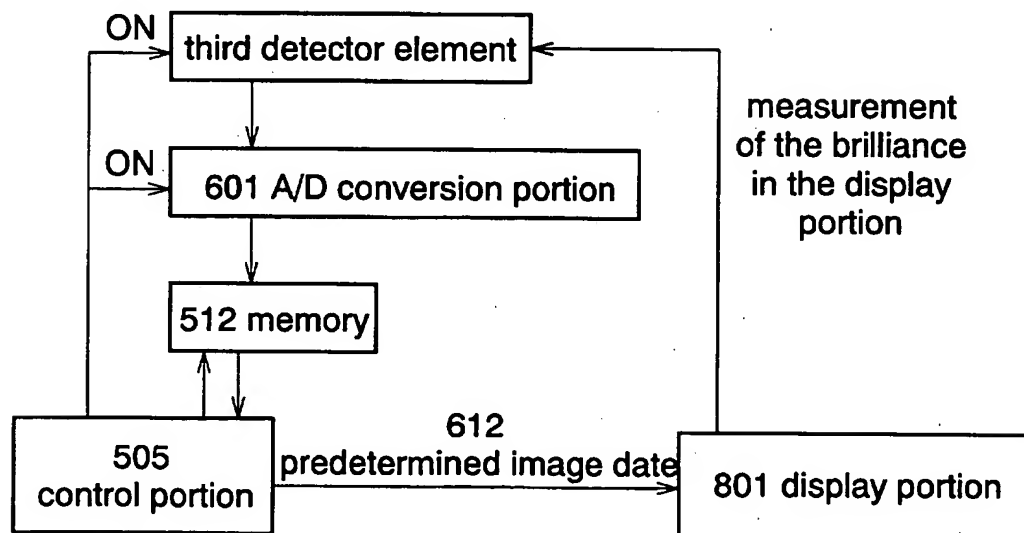 ON
third detector element
measurement
of the brilliance
in the display
portion
ON
601 A/D conversion portion
512 memory
505
control portion
612
predetermined image date
801 display portion